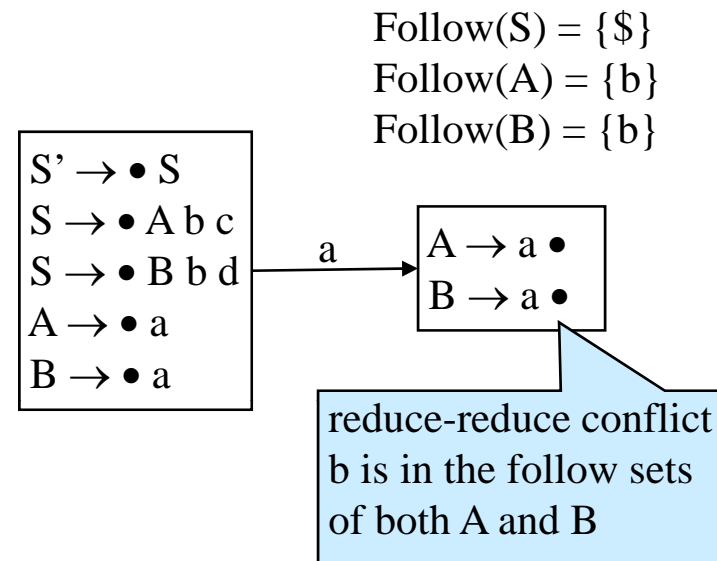 Follow(S) = {$}
Follow(A) = {b}
Follow(B) = {b}
S’ → • S
S → • A b c
S → • B b d
A → • a
B → • a
a
A → a •
B → a •
reduce-reduce conflict
b is in the follow sets
of both A and B